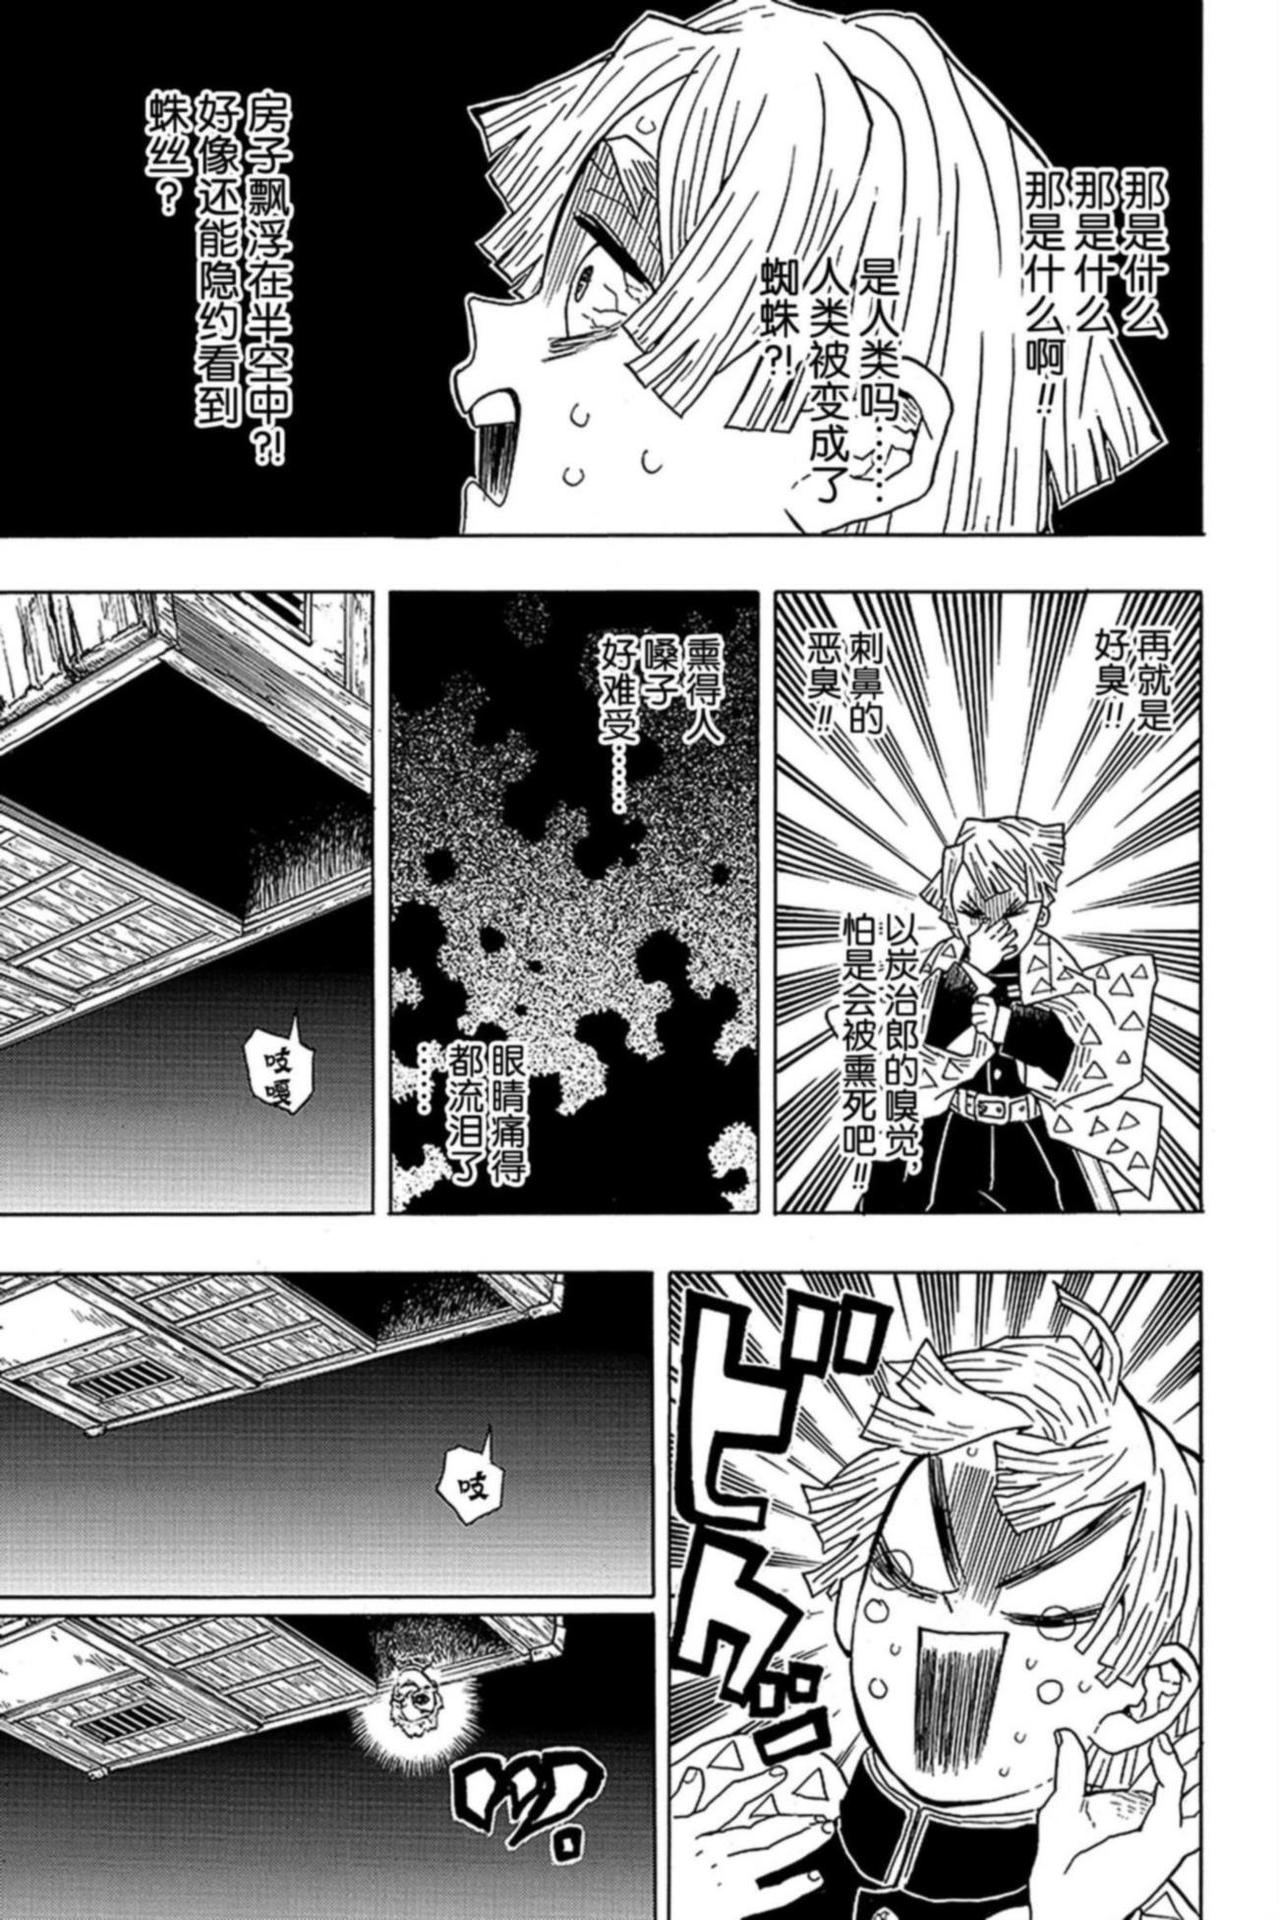 那是什么
那是什么
那是什么啊!!
是人类吗……
人类被变成了
蜘蛛?!
房子飘浮在半空中?!
好像还能隐约看到
蛛丝?
再就是
好臭!!
刺鼻的
恶臭!!
以炭治郎的嗅觉,
怕是会被熏死吧!!
熏得人
嗓子
好难受……
眼睛痛得
都流泪了
……
吱嘎
ビグッ
吱